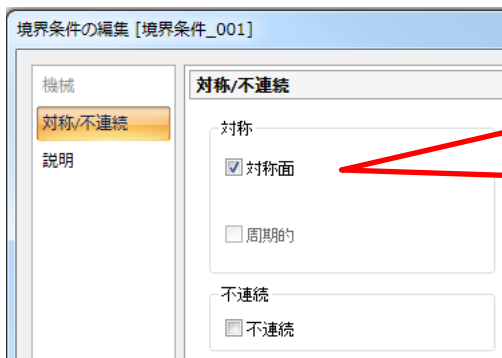 境界条件の編集 [境界条件_001]
機械
対称/不連続
説明
対称/不連続
対称
対称面
周期的
不連続
不連続